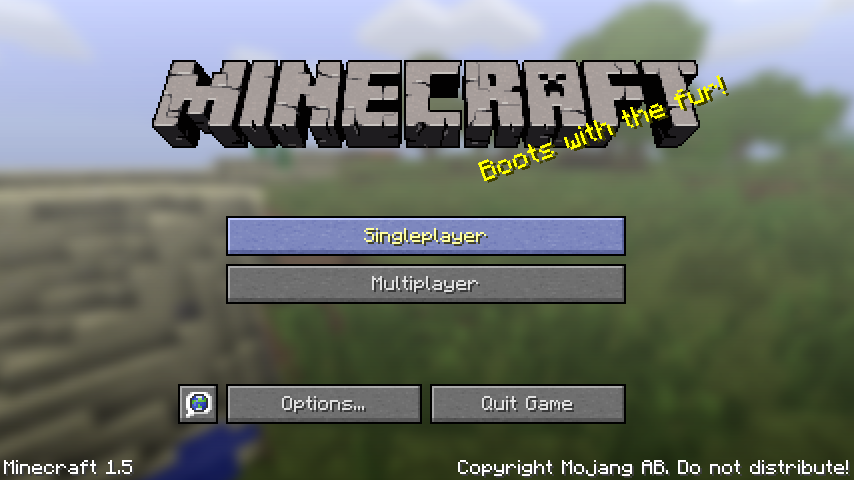 MINECRAFT
Boots with the fur!
Singleplayer
Multiplayer
Options...
Quit Game
Minecraft 1.5
Copyright Mojang AB. Do not distribute!